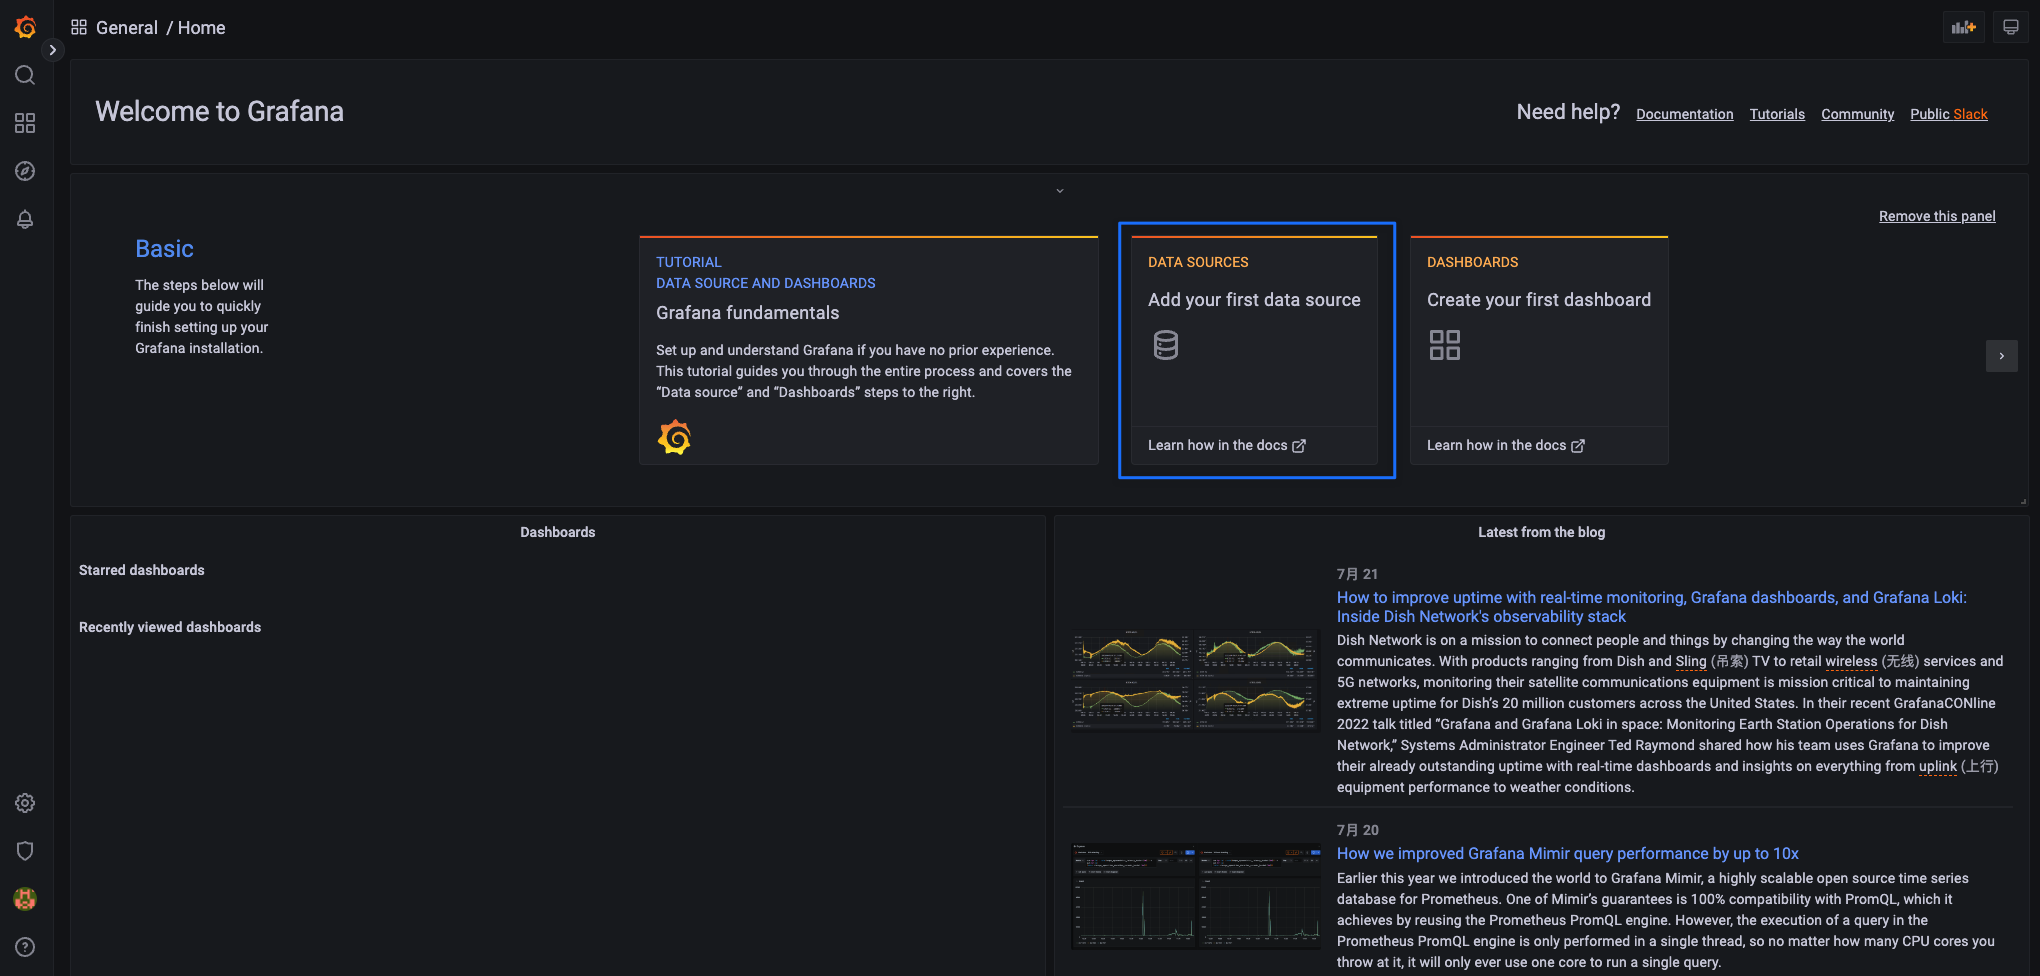 General / Home
Welcome to Grafana
Need help? Documentation Tutorials Community Public Slack
Remove this panel
Basic
The steps below will
guide you to quickly
finish setting up your
Grafana installation.
TUTORIAL
DATA SOURCE AND DASHBOARDS
Grafana fundamentals
Set up and understand Grafana if you have no prior experience.
This tutorial guides you through the entire process and covers the
“Data source” and “Dashboards” steps to the right.
DATA SOURCES
Add your first data source
Learn how in the docs
DASHBOARDS
Create your first dashboard
Learn how in the docs
Dashboards
Starred dashboards
Recently viewed dashboards
Latest from the blog
7月 21
How to improve uptime with real-time monitoring, Grafana dashboards, and Grafana Loki:
Inside Dish Network's observability stack
Dish Network is on a mission to connect people and things by changing the way the world
communicates. With products ranging from Dish and Sling (吊索) TV to retail wireless (无线) services and
5G networks, monitoring their satellite communications equipment is mission critical to maintaining
extreme uptime for Dish’s 20 million customers across the United States. In their recent GrafanaCONline
2022 talk titled “Grafana and Grafana Loki in space: Monitoring Earth Station Operations for Dish
Network,” Systems Administrator Engineer Ted Raymond shared how his team uses Grafana to improve
their already outstanding uptime with real-time dashboards and insights on everything from uplink (上行)
equipment performance to weather conditions.
7月 20
How we improved Grafana Mimir query performance by up to 10x
Earlier this year we introduced the world to Grafana Mimir, a highly scalable open source time series
database for Prometheus. One of Mimir’s guarantees is 100% compatibility with PromQL, which it
achieves by reusing the Prometheus PromQL engine. However, the execution of a query in the
Prometheus PromQL engine is only performed in a single thread, so no matter how many CPU cores you
throw at it, it will only ever use one core to run a single query.